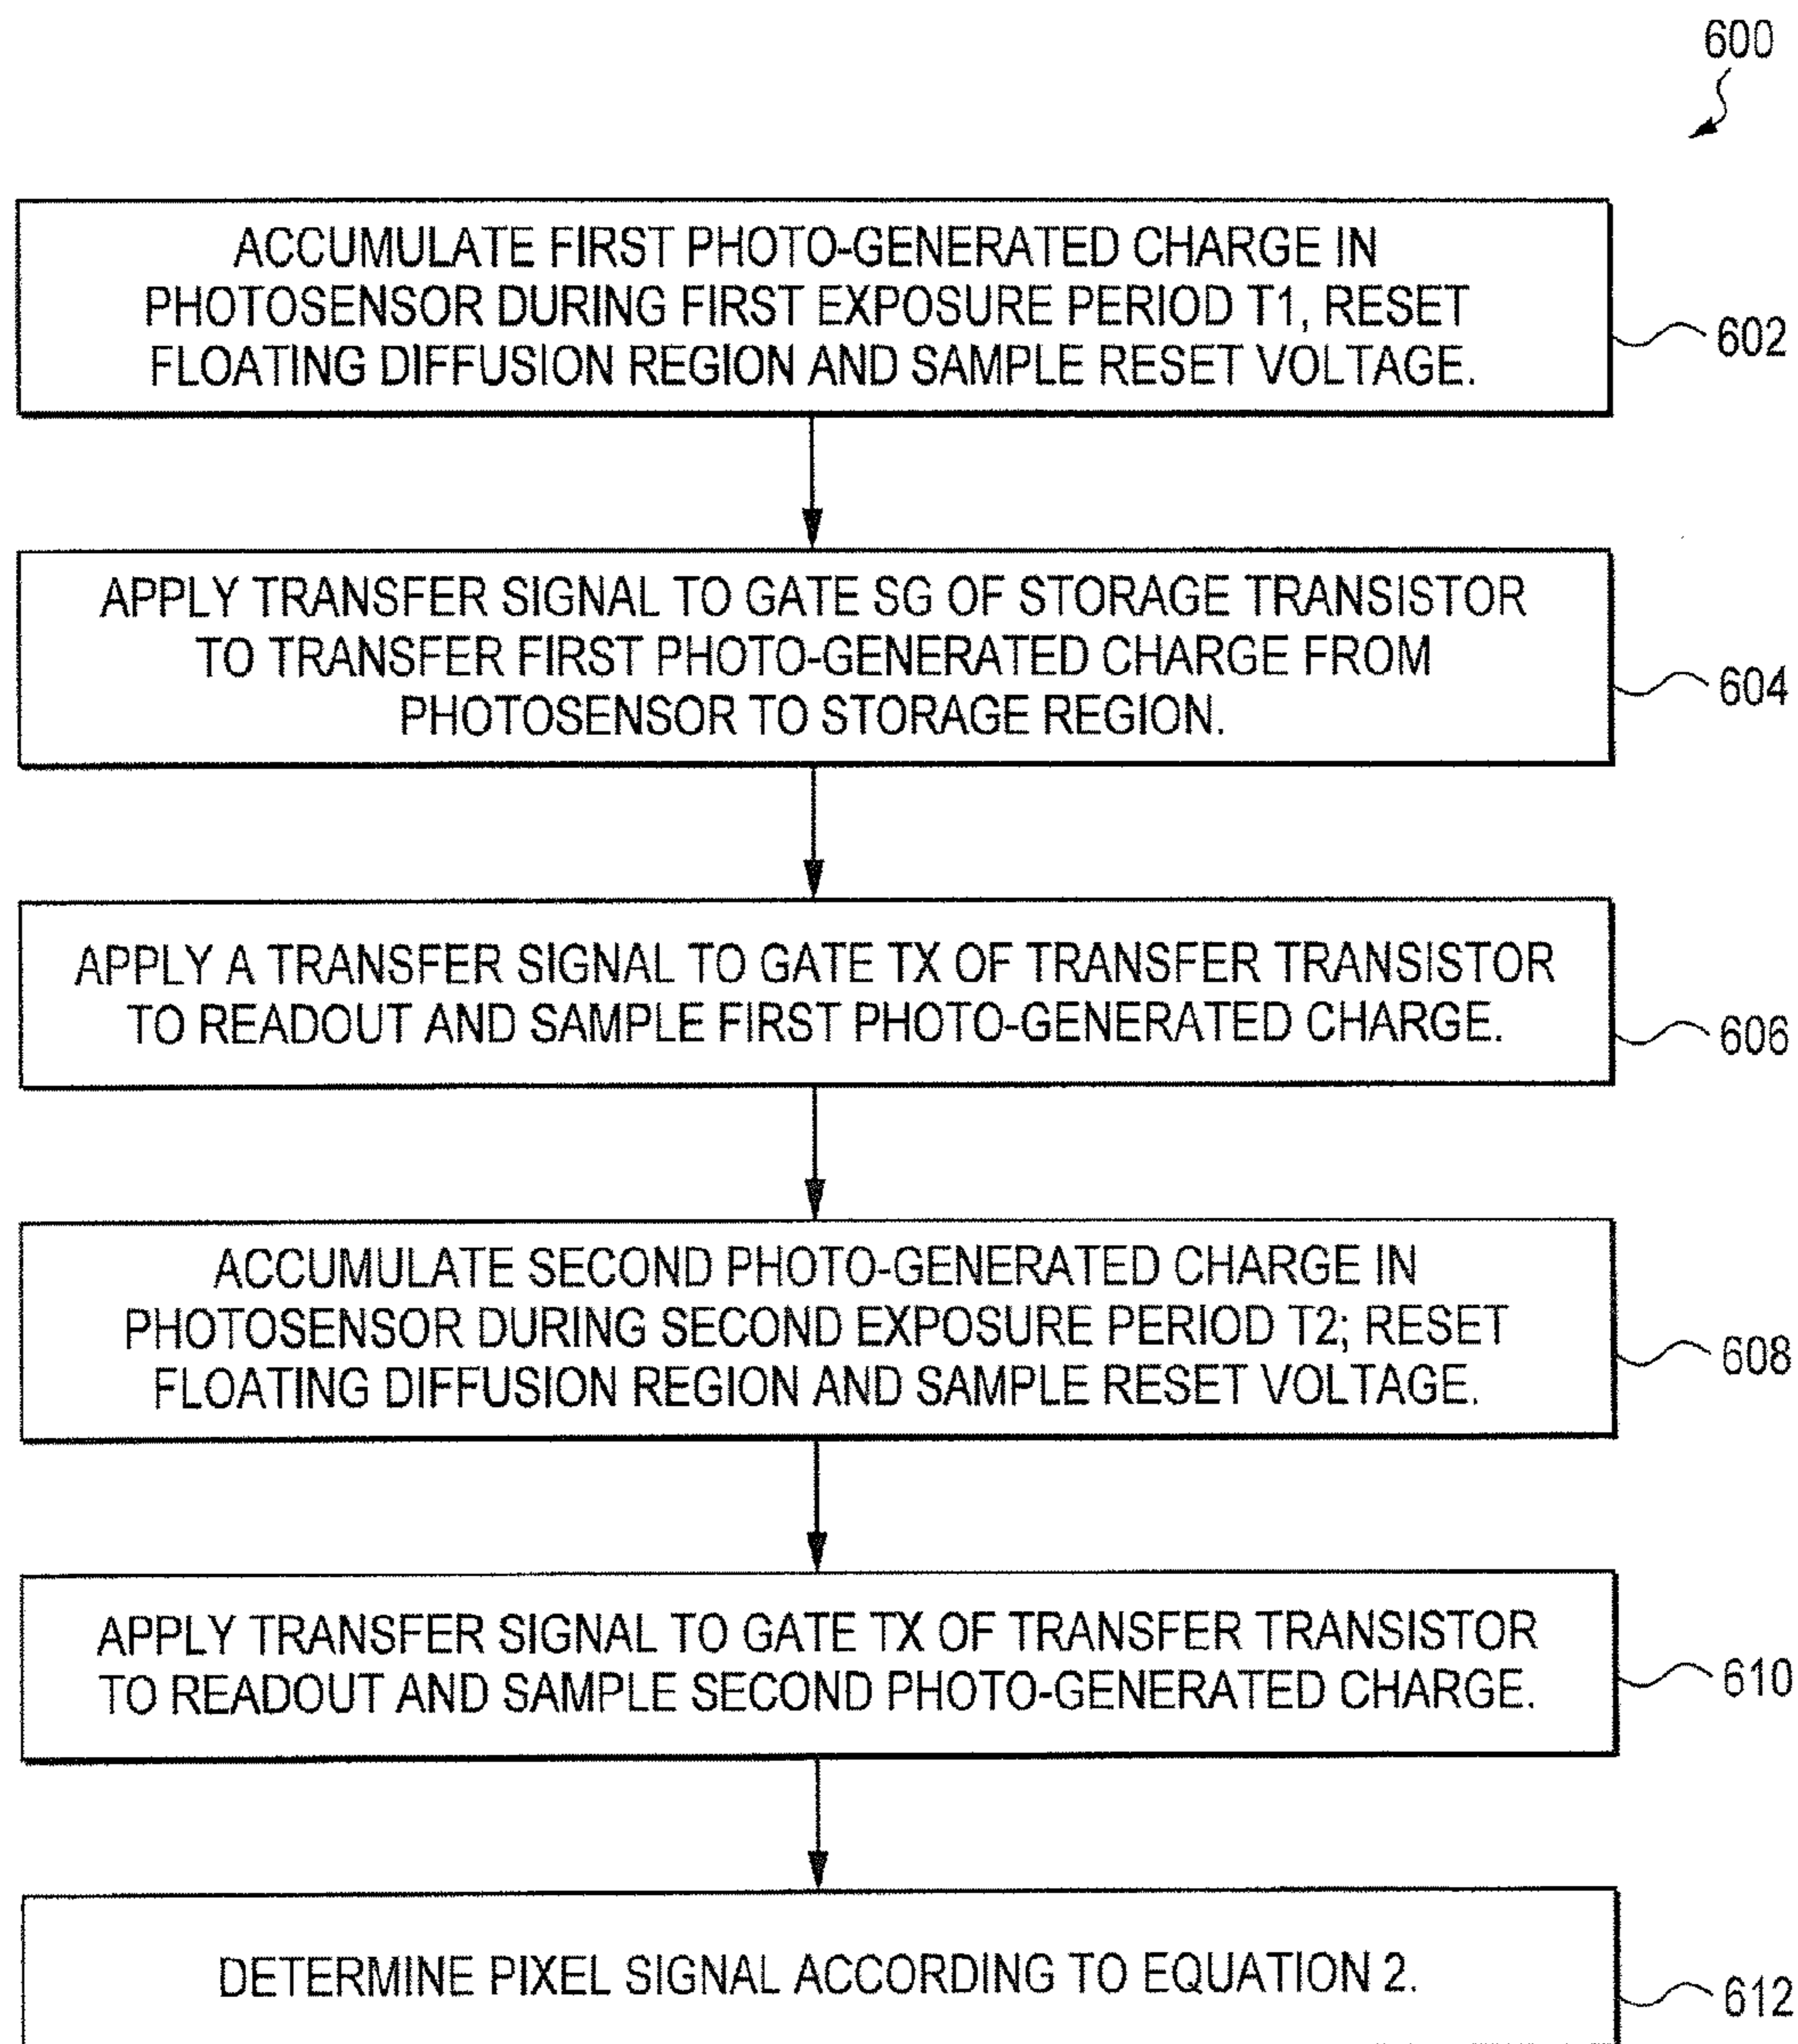 600
ACCUMULATE FIRST PHOTO-GENERATED CHARGE IN
PHOTOSENSOR DURING FIRST EXPOSURE PERIOD T1, RESET
FLOATING DIFFUSION REGION AND SAMPLE RESET VOLTAGE.
602
APPLY TRANSFER SIGNAL TO GATE SG OF STORAGE TRANSISTOR
TO TRANSFER FIRST PHOTO-GENERATED CHARGE FROM
PHOTOSENSOR TO STORAGE REGION.
604
APPLY A TRANSFER SIGNAL TO GATE TX OF TRANSFER TRANSISTOR
TO READOUT AND SAMPLE FIRST PHOTO-GENERATED CHARGE.
606
ACCUMULATE SECOND PHOTO-GENERATED CHARGE IN
PHOTOSENSOR DURING SECOND EXPOSURE PERIOD T2; RESET
FLOATING DIFFUSION REGION AND SAMPLE RESET VOLTAGE.
608
APPLY TRANSFER SIGNAL TO GATE TX OF TRANSFER TRANSISTOR
TO READOUT AND SAMPLE SECOND PHOTO-GENERATED CHARGE.
610
DETERMINE PIXEL SIGNAL ACCORDING TO EQUATION 2.
612